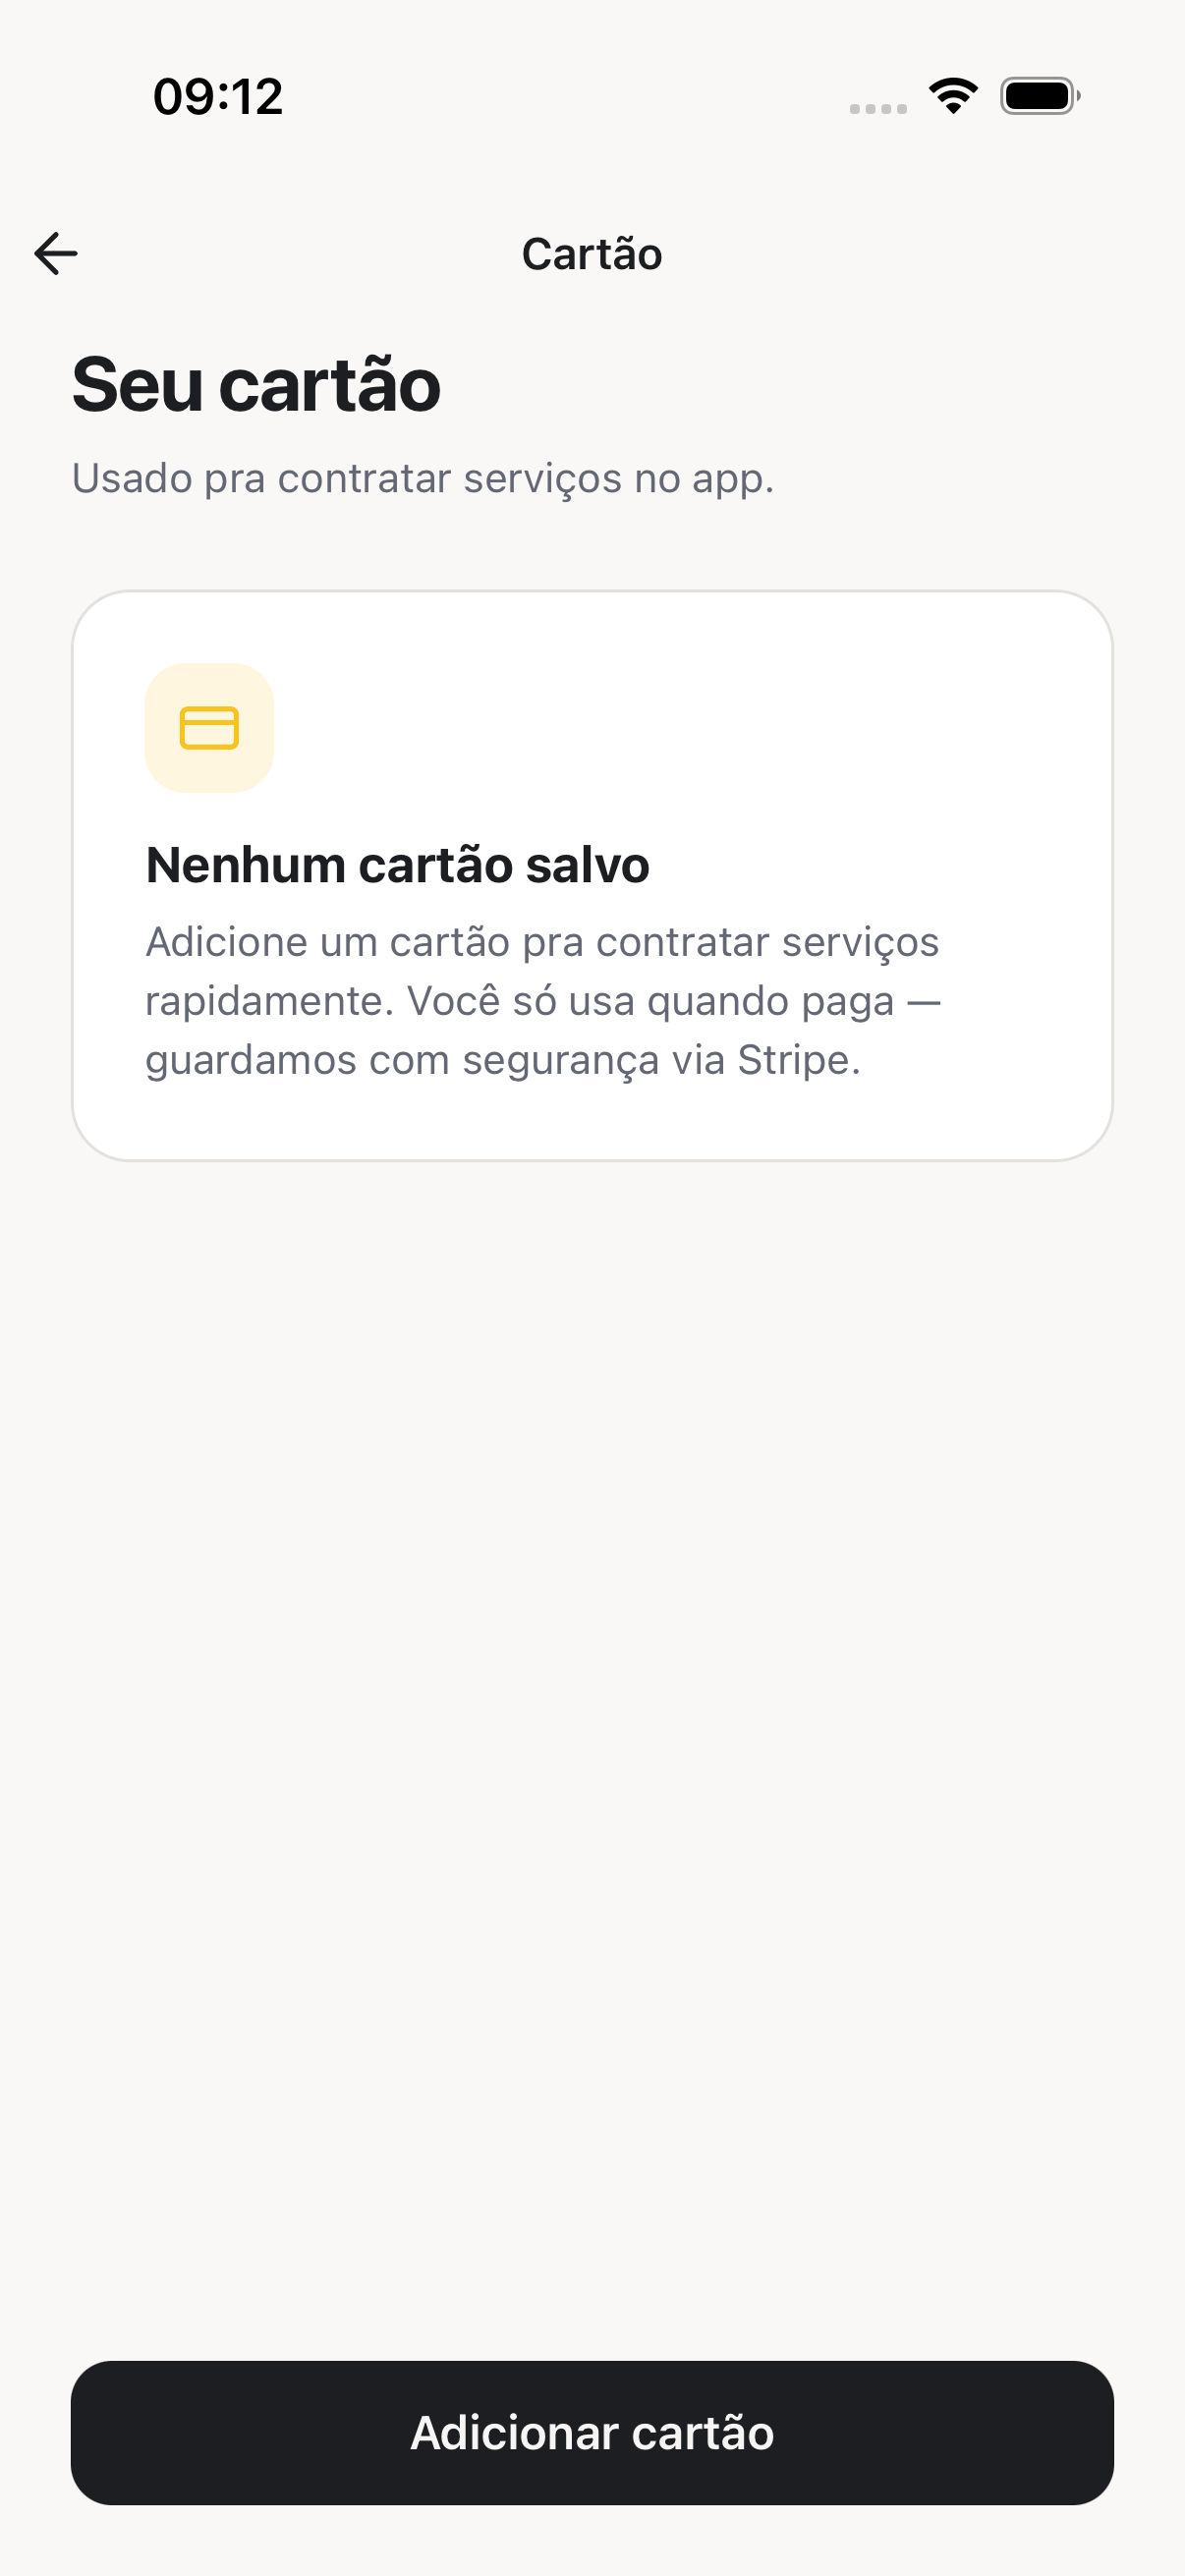 09:12
Cartão
Seu cartão
Usado pra contratar serviços no app.
Nenhum cartão salvo
Adicione um cartão pra contratar serviços
rapidamente. Você só usa quando paga —
guardamos com segurança via Stripe.
Adicionar cartão